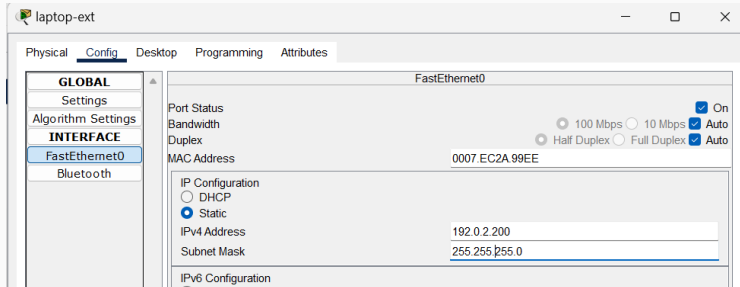 laptop-ext
Physical Config Desktop Programming Attributes
GLOBAL
Settings
Algorithm Settings
INTERFACE
FastEthernet0
Bluetooth
FastEthernet0
Port Status On
Bandwidth 100 Mbps 10 Mbps Auto
Duplex Half Duplex Full Duplex Auto
MAC Address 0007.EC2A.99EE
IP Configuration
DHCP
Static
IPv4 Address 192.0.2.200
Subnet Mask 255.255.255.0
IPv6 Configuration